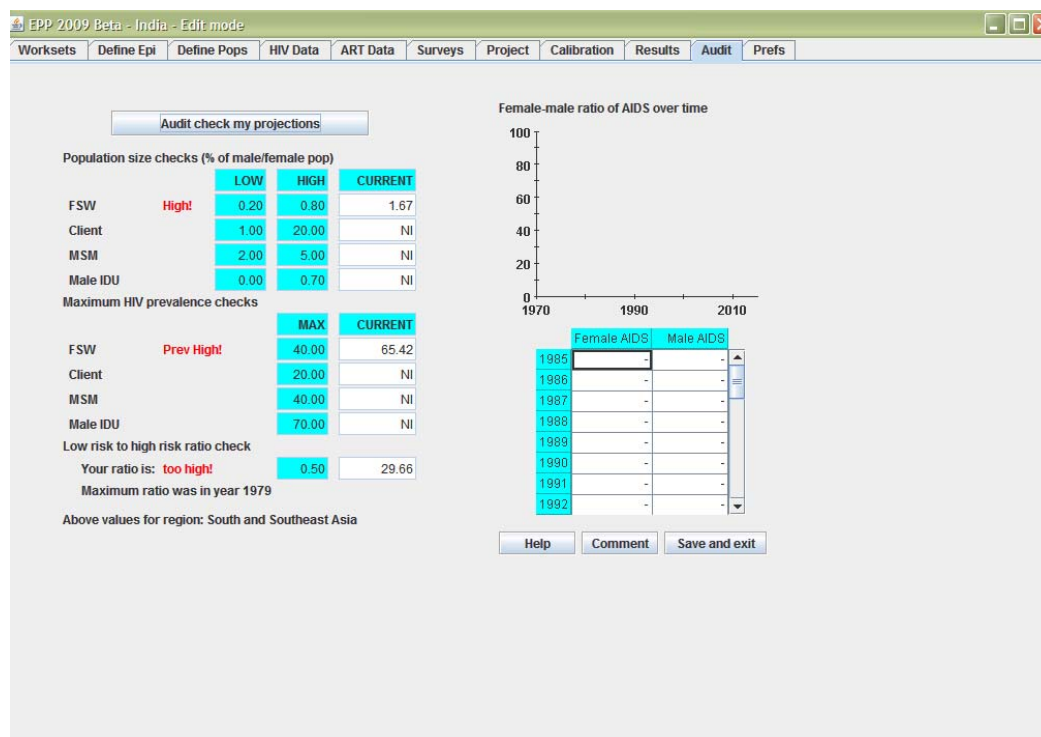 EPP 2009 Beta - India - Edit mode
Worksets Define Epi Define Pops HIV Data ART Data Surveys Project Calibration Results Audit Prefs
Audit check my projections
Population size checks (% of male/female pop)
LOW HIGH CURRENT
FSW High! 0.20 0.80 1.67
Client 1.00 20.00 NI
MSM 2.00 5.00 NI
Male IDU 0.00 0.70 NI
Maximum HIV prevalence checks
MAX CURRENT
FSW Prev High! 40.00 65.42
Client 20.00 NI
MSM 40.00 NI
Male IDU 70.00 NI
Low risk to high risk ratio check
Your ratio is: too high! 0.50 29.66
Maximum ratio was in year 1979
Above values for region: South and Southeast Asia
Female-male ratio of AIDS over time
100
80
60
40
20
0
1970 1990 2010
Female AIDS Male AIDS
1985 - -
1986 - -
1987 - -
1988 - -
1989 - -
1990 - -
1991 - -
1992 - -
Help Comment Save and exit